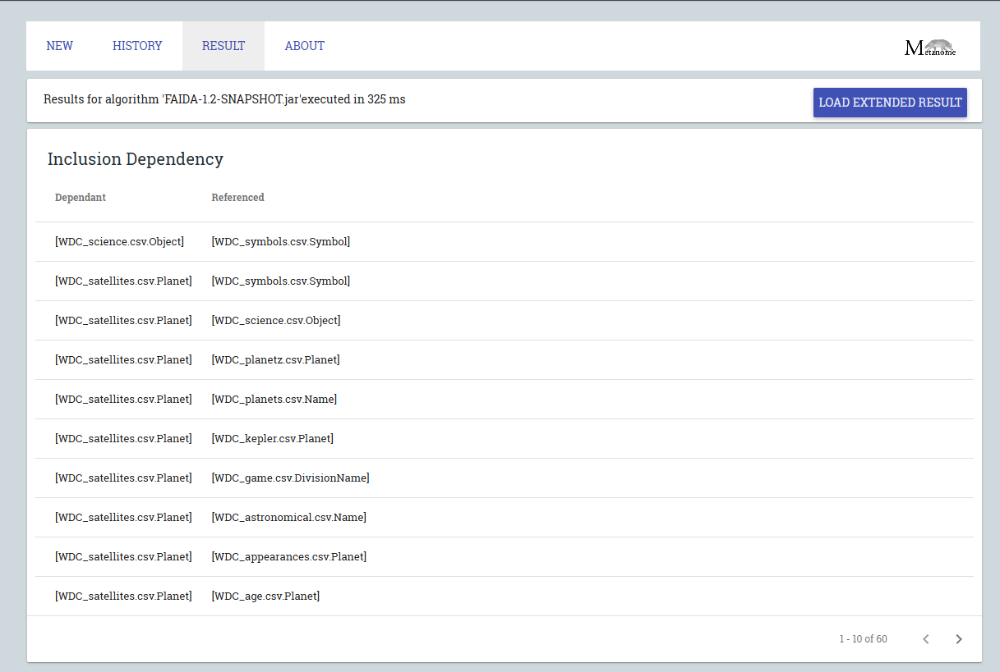 NEW HISTORY RESULT ABOUT Metanome
Results for algorithm 'FAIDA-1.2-SNAPSHOT.jar'executed in 325 ms LOAD EXTENDED RESULT
Inclusion Dependency
Dependant Referenced
[WDC_science.csv.Object] [WDC_symbols.csv.Symbol]
[WDC_satellites.csv.Planet] [WDC_symbols.csv.Symbol]
[WDC_satellites.csv.Planet] [WDC_science.csv.Object]
[WDC_satellites.csv.Planet] [WDC_planetz.csv.Planet]
[WDC_satellites.csv.Planet] [WDC_planets.csv.Name]
[WDC_satellites.csv.Planet] [WDC_kepler.csv.Planet]
[WDC_satellites.csv.Planet] [WDC_game.csv.DivisionName]
[WDC_satellites.csv.Planet] [WDC_astronomical.csv.Name]
[WDC_satellites.csv.Planet] [WDC_appearances.csv.Planet]
[WDC_satellites.csv.Planet] [WDC_age.csv.Planet]
1 - 10 of 60